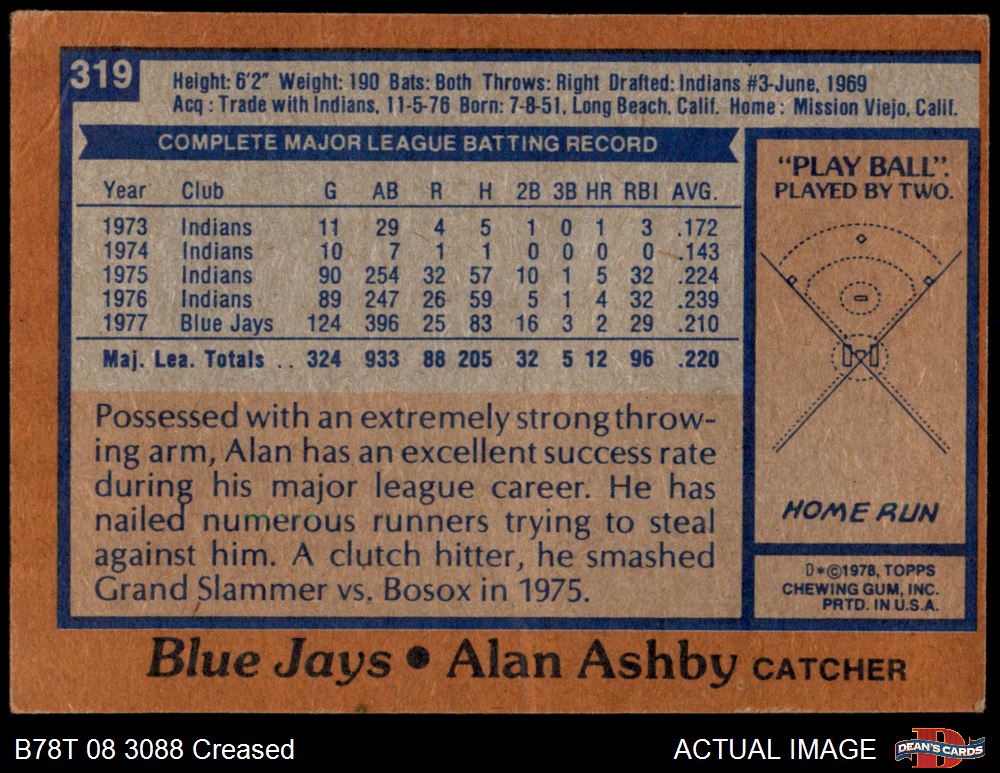 319
Height: 6'2" Weight: 190 Bats: Both Throws: Right Drafted: Indians #3-June, 1969
Acq : Trade with Indians, 11-5-76 Born: 7-8-51, Long Beach, Calif. Home : Mission Viejo, Calif.
COMPLETE MAJOR LEAGUE BATTING RECORD
Year Club G AB R H 2B 3B HR RBI AVG.
1973 Indians 11 29 4 5 1 0 1 3 .172
1974 Indians 10 7 1 1 0 0 0 0 .143
1975 Indians 90 254 32 57 10 1 5 32 .224
1976 Indians 89 247 26 59 5 1 4 32 .239
1977 Blue Jays 124 396 25 83 16 3 2 29 .210
Maj. Lea. Totals . . 324 933 88 205 32 5 12 96 .220
Possessed with an extremely strong throw-
ing arm, Alan has an excellent success rate
during his major league career. He has
nailed numerous runners trying to steal
against him. A clutch hitter, he smashed
Grand Slammer vs. Bosox in 1975.
"PLAY BALL".
PLAYED BY TWO.
HOME RUN
D*©1978, TOPPS
CHEWING GUM, INC.
PRTD. IN U.S.A.
Blue Jays • Alan Ashby CATCHER
B78T 08 3088 Creased
ACTUAL IMAGE
D
DEAN'S CARDS